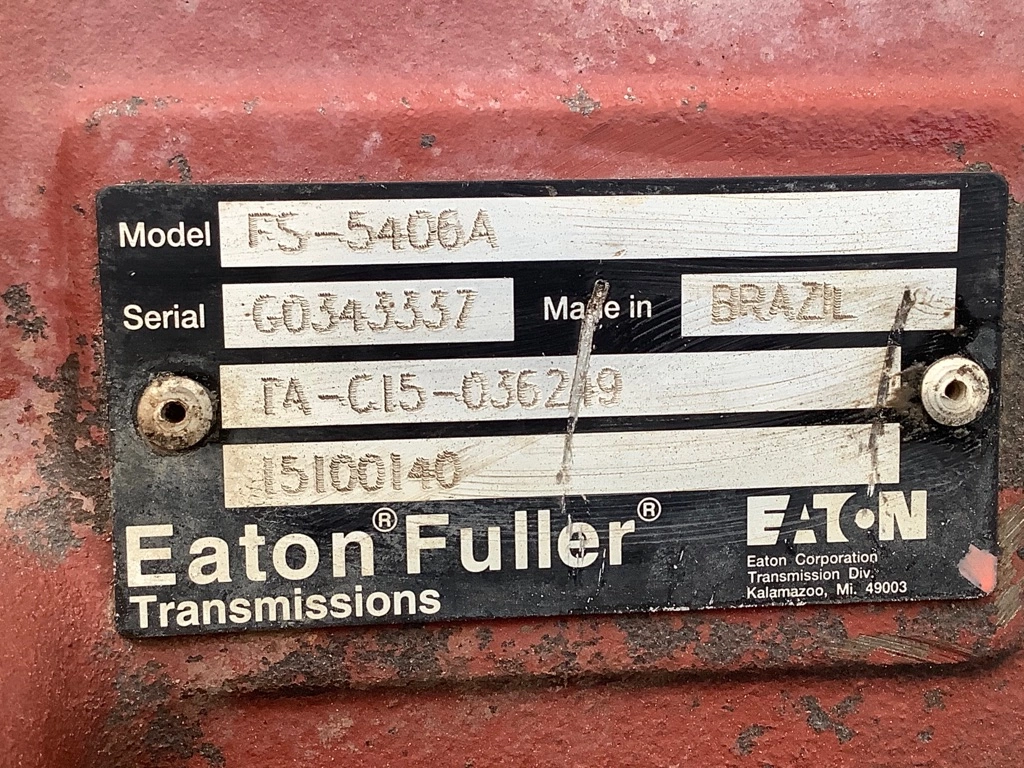 Model FS-5406A
Serial G0343337 Made in BRAZIL
TA-C15-036249
15100140
Eaton® Fuller®
Transmissions
EATON
Eaton Corporation
Transmission Div.
Kalamazoo, Mi. 49003